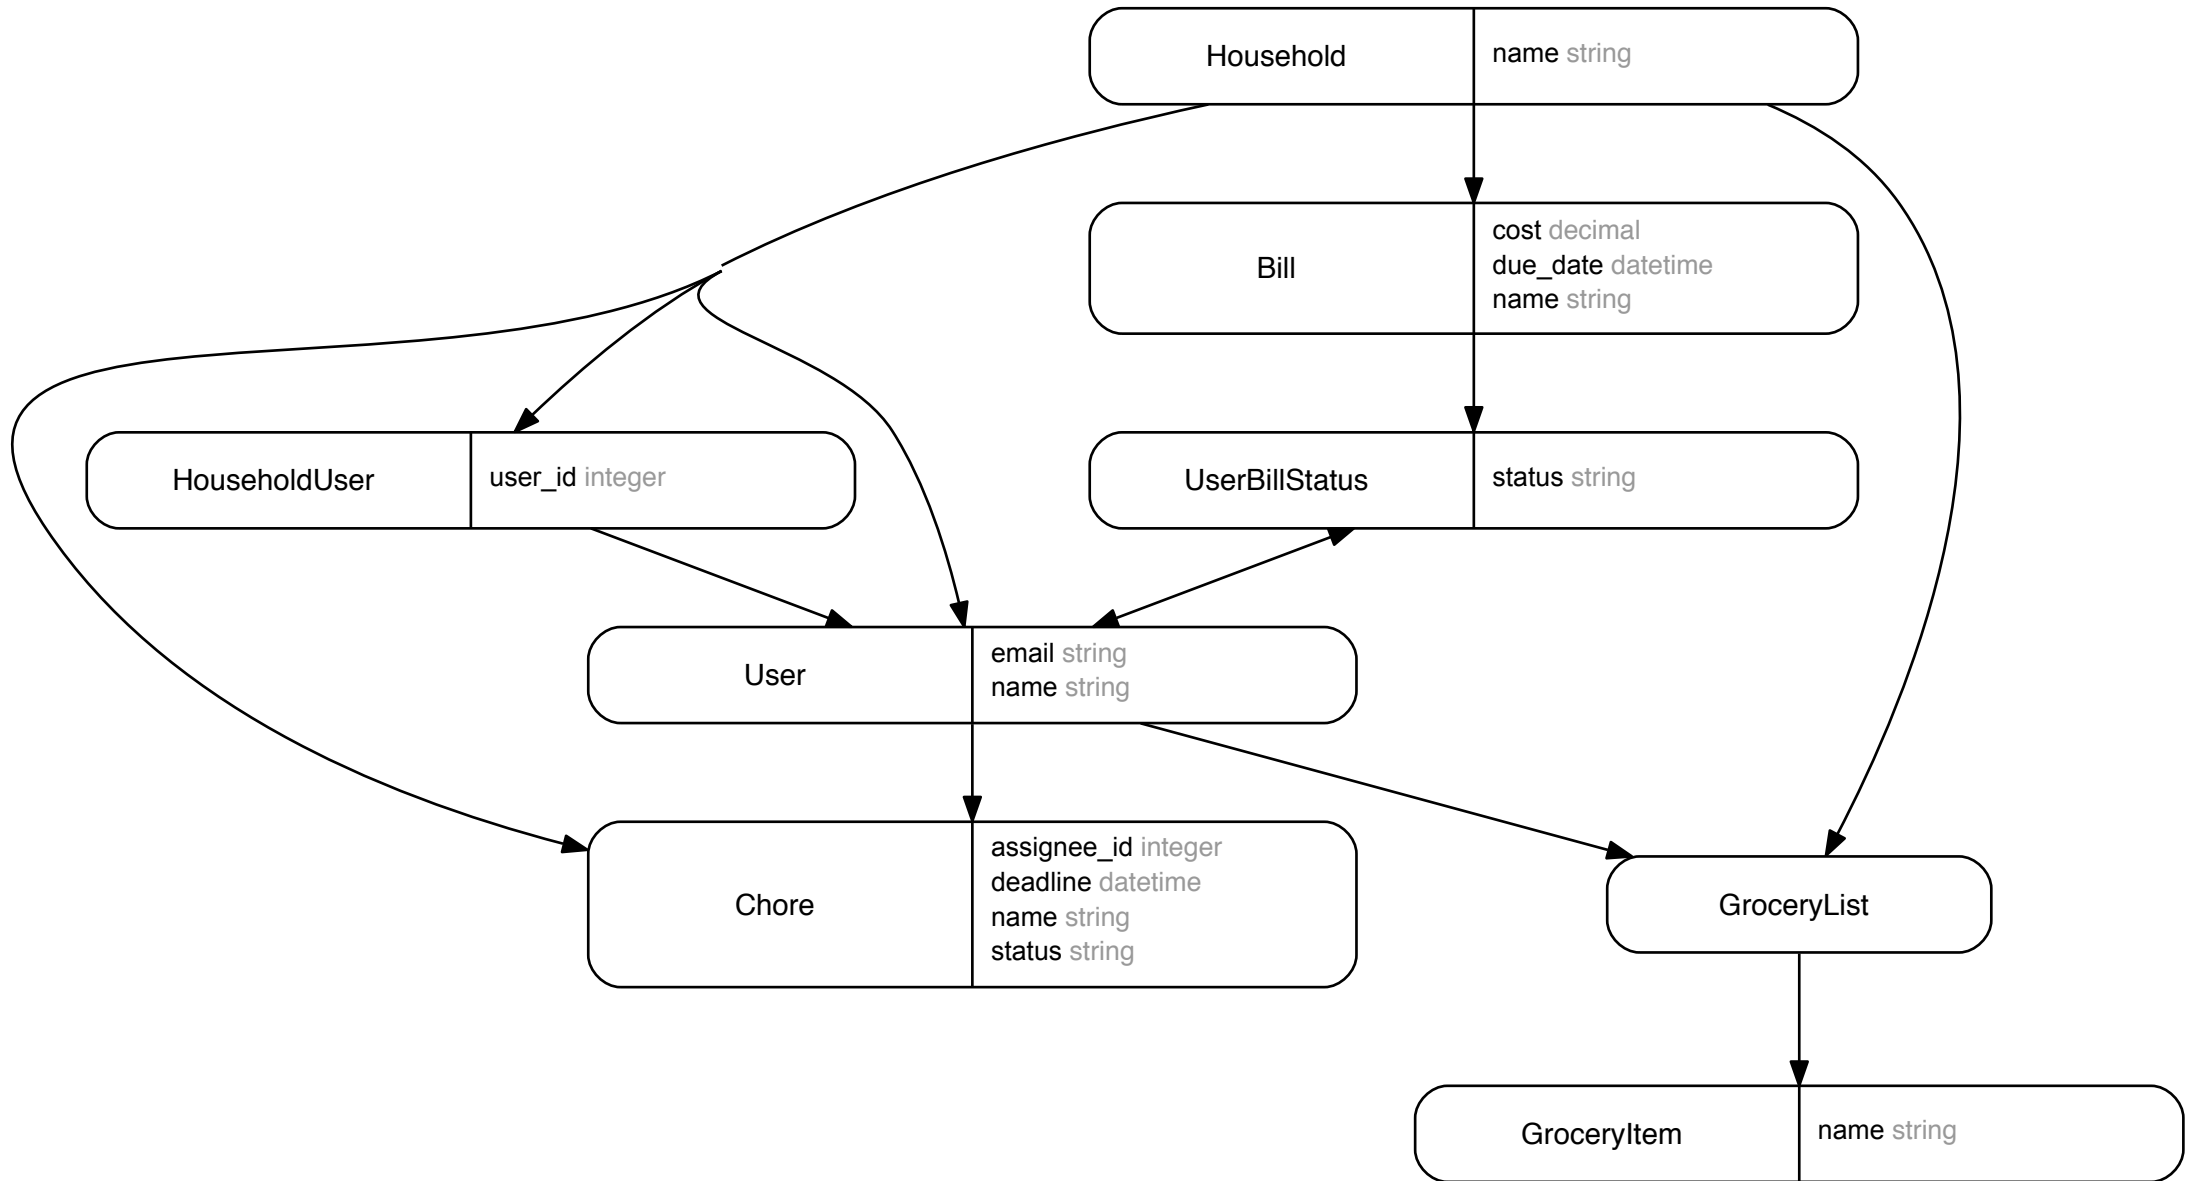 Household
name string
Bill
cost decimal
due_date datetime
name string
HouseholdUser
user_id integer
UserBillStatus
status string
User
email string
name string
Chore
assignee_id integer
deadline datetime
name string
status string
GroceryList
GroceryItem
name string